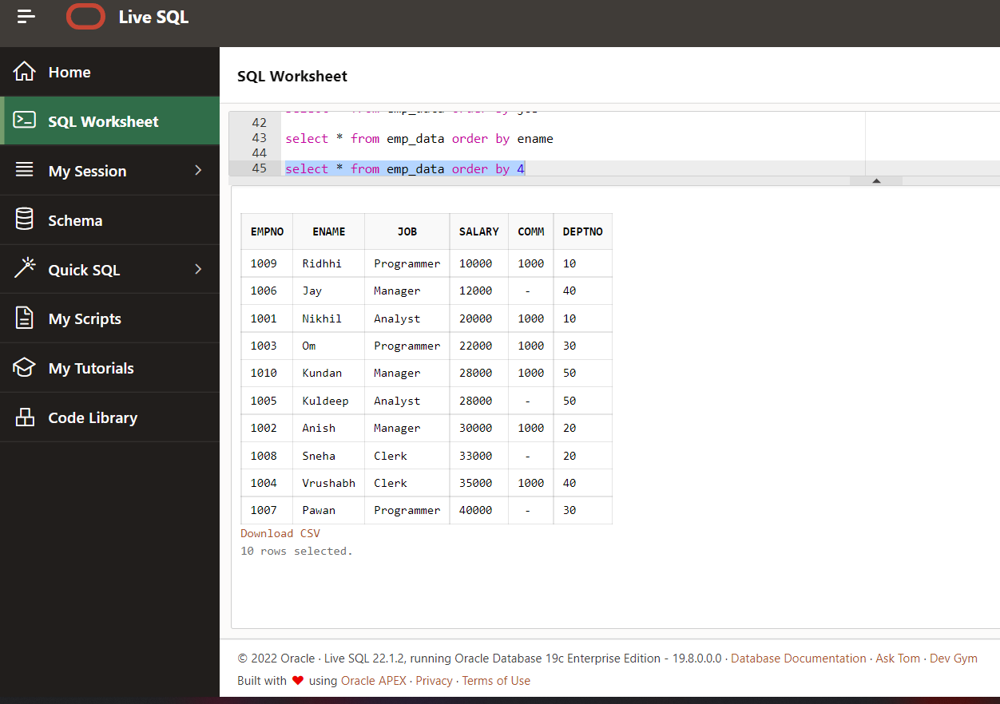 Live SQL
Home
SQL Worksheet
My Session
Schema
Quick SQL
My Scripts
My Tutorials
Code Library
SQL Worksheet
select * from emp_data order by job
42
43 select * from emp_data order by ename
44
45 select * from emp_data order by 4
EMPNO ENAME JOB SALARY COMM DEPTNO
1009 Ridhhi Programmer 10000 1000 10
1006 Jay Manager 12000 - 40
1001 Nikhil Analyst 20000 1000 10
1003 Om Programmer 22000 1000 30
1010 Kundan Manager 28000 1000 50
1005 Kuldeep Analyst 28000 - 50
1002 Anish Manager 30000 1000 20
1008 Sneha Clerk 33000 - 20
1004 Vrushabh Clerk 35000 1000 40
1007 Pawan Programmer 40000 - 30
Download CSV
10 rows selected.
© 2022 Oracle · Live SQL 22.1.2, running Oracle Database 19c Enterprise Edition - 19.8.0.0.0 · Database Documentation · Ask Tom · Dev Gym
Built with ❤ using Oracle APEX · Privacy · Terms of Use